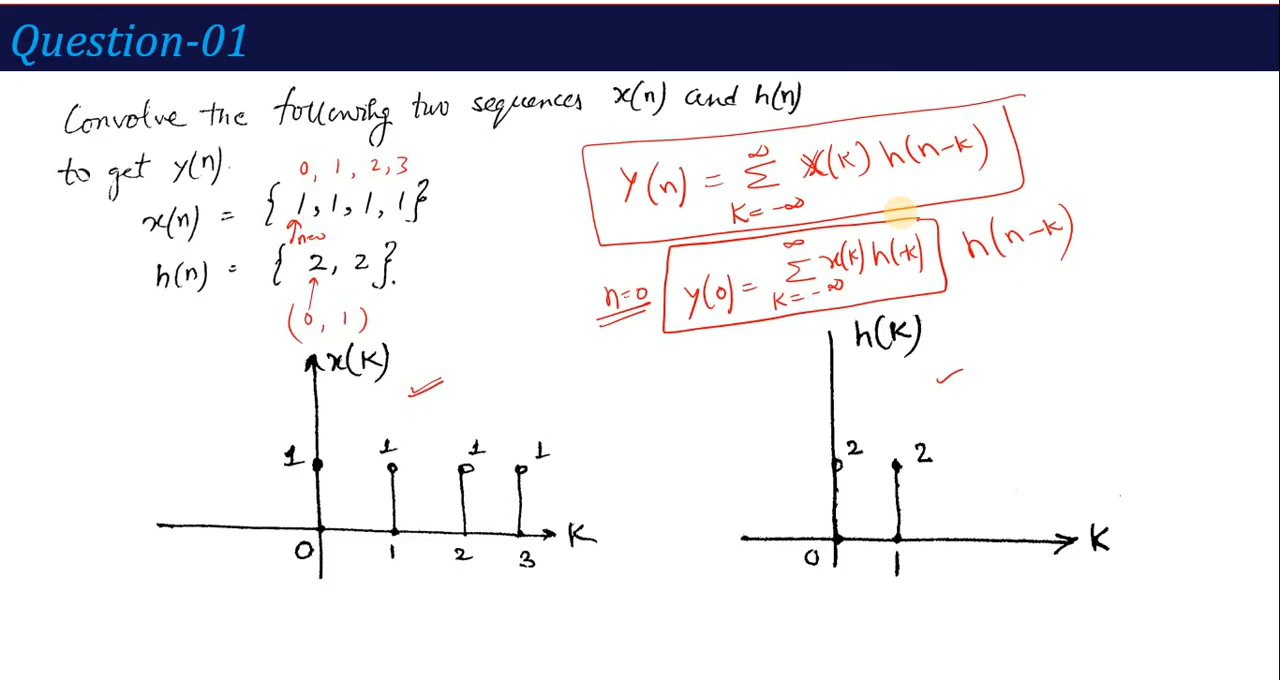 Question-01
Convolve the following two sequences x(n) and h(n)
to get y(n).
0, 1, 2, 3
x(n) = { 1, 1, 1, 1 }
n=0
h(n) = { 2, 2 }.
(0, 1)
y(n) = ∞ Σ K=-∞ x(k) h(n-k)
n=0 y(0) = ∞ Σ K=-∞ x(k) h(-k) h(n-k)
x(K)
1 1 1 1
0 1 2 3 K
h(K)
2 2
0 1 K